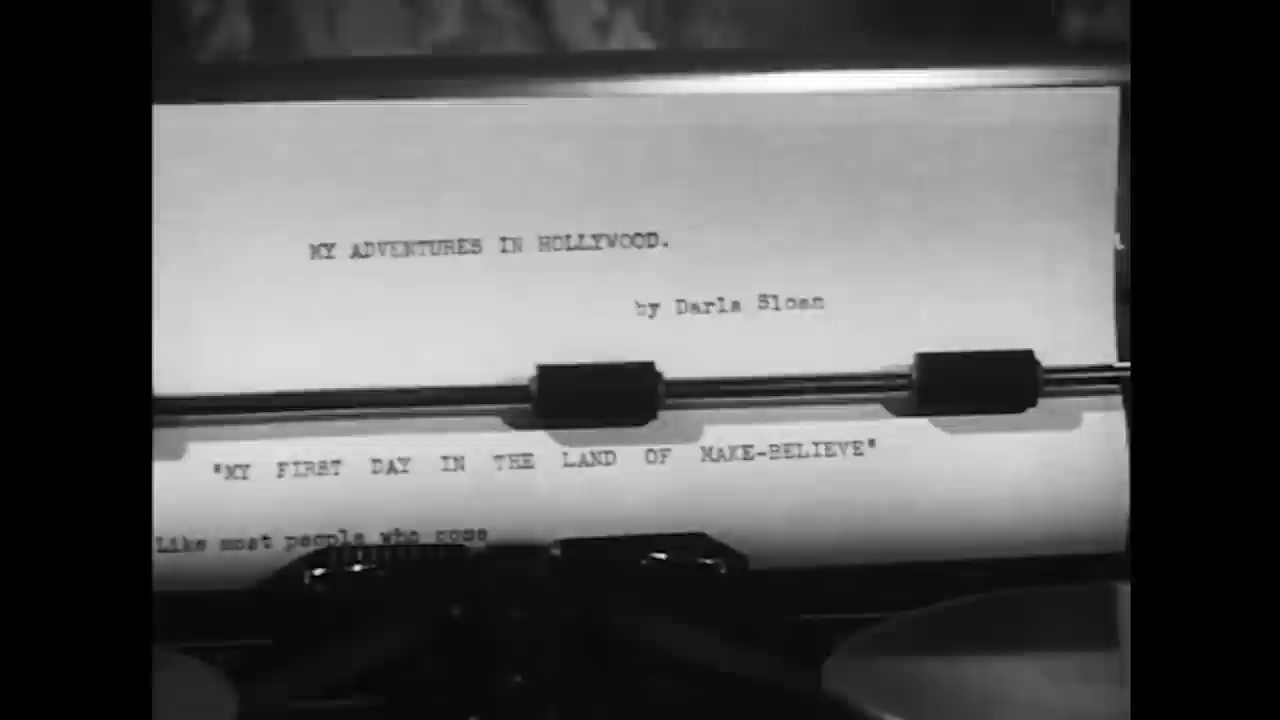 MY ADVENTURES IN HOLLYWOOD.
by Darla Sloan
"MY FIRST DAY IN THE LAND OF MAKE-BELIEVE"
Like most people who come